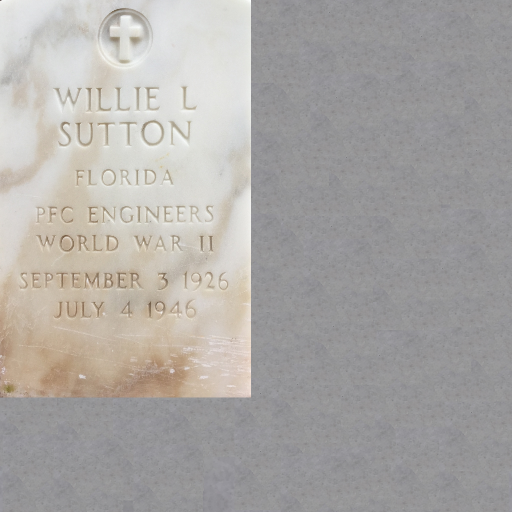 WILLIE L
SUTTON
FLORIDA
PFC ENGINEERS
WORLD WAR II
SEPTEMBER 3 1926
JULY 4 1946